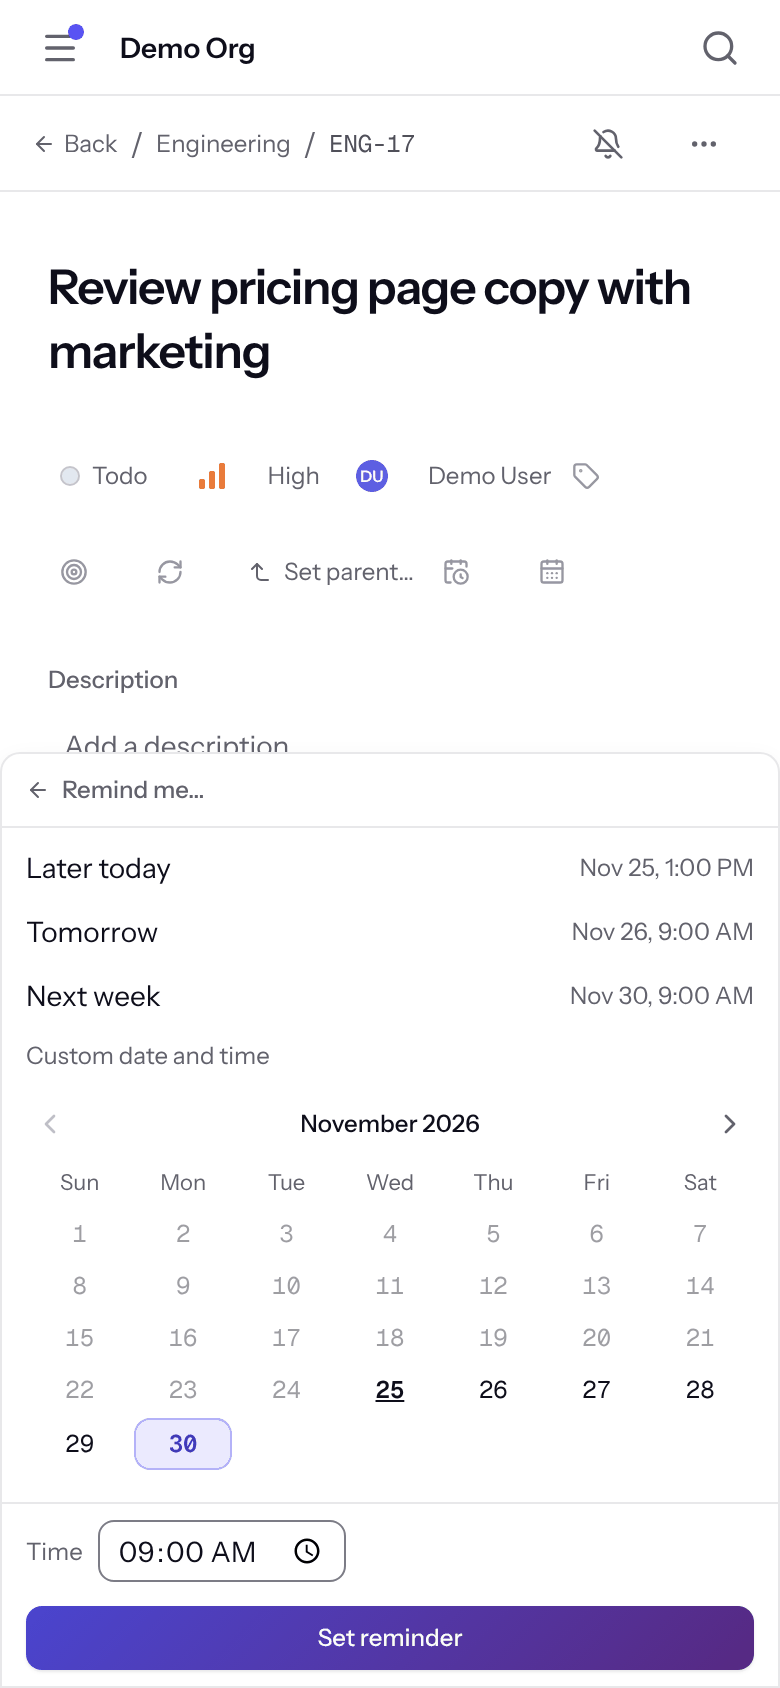 Demo Org
Back / Engineering / ENG-17
Review pricing page copy with
marketing
Todo High DU Demo User
Set parent...
Description
Add a description
Remind me...
Later today Nov 25, 1:00 PM
Tomorrow Nov 26, 9:00 AM
Next week Nov 30, 9:00 AM
Custom date and time
November 2026
Sun Mon Tue Wed Thu Fri Sat
1 2 3 4 5 6 7
8 9 10 11 12 13 14
15 16 17 18 19 20 21
22 23 24 25 26 27 28
29 30
Time 09:00 AM
Set reminder